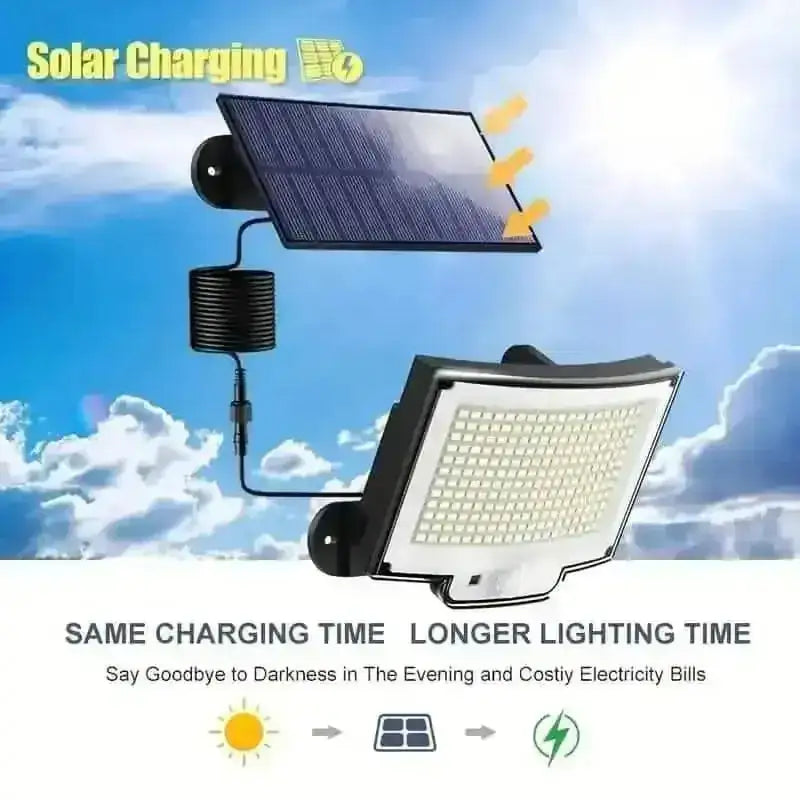 Solar Charging
SAME CHARGING TIME LONGER LIGHTING TIME
Say Goodbye to Darkness in The Evening and Costiy Electricity Bills